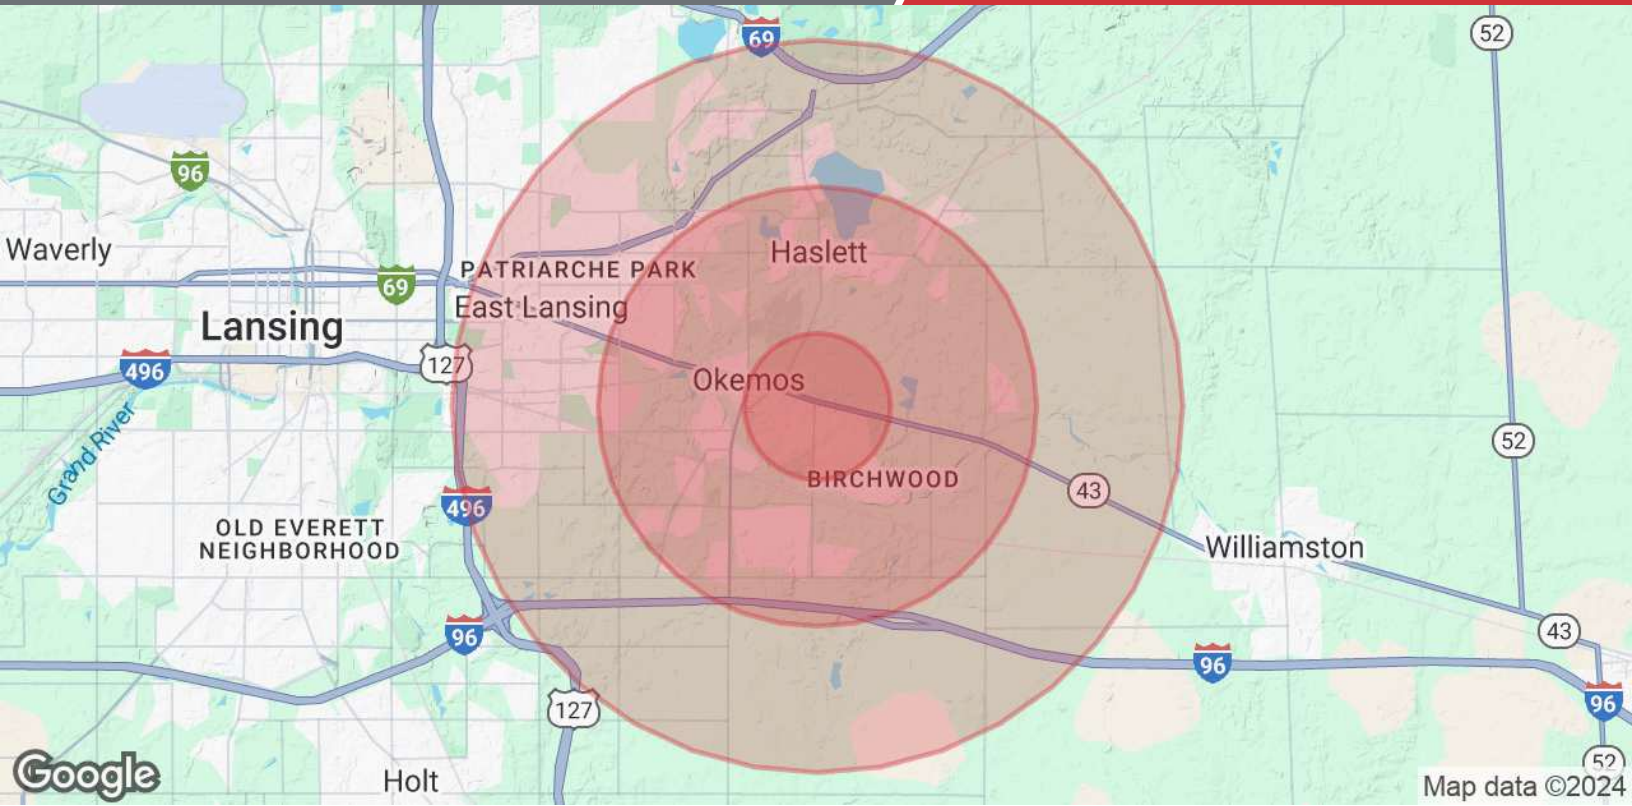 69
52
96
Waverly
Haslett
PATRIARCHE PARK
69
East Lansing
Lansing
127
496
Okemos
Grand River
52
BIRCHWOOD
43
496
OLD EVERETT
NEIGHBORHOOD
Williamston
96
43
96
96
127
52
Google
Holt
Map data ©2024